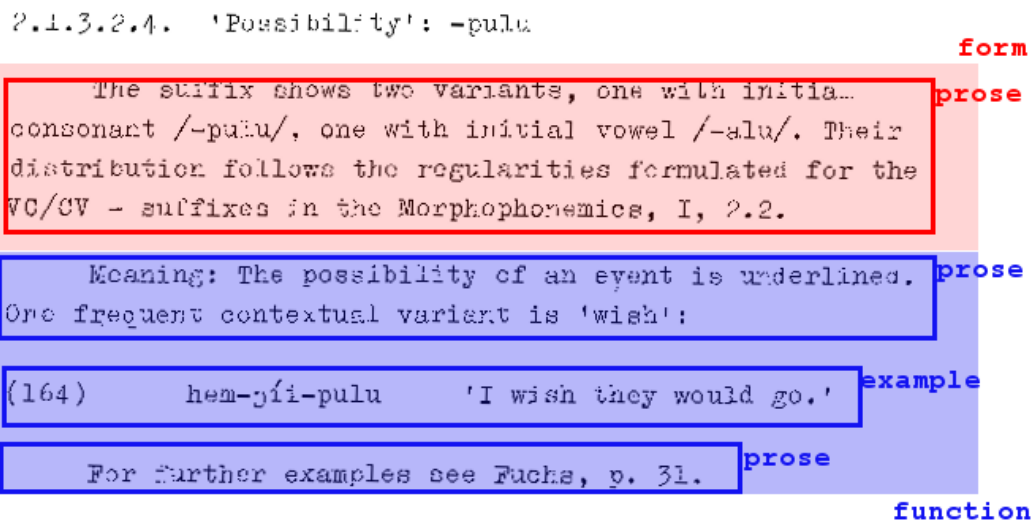 2.1.3.2.4. 'Possibility': -pulu
form
The suffix shows two variants, one with initial
prose
consonant /-pulu/, one with initial vowel /-alu/. Their
distribution follows the regularities formulated for the
VC/CV - suffixes in the Morphophonemics, I, 2.2.
Meaning: The possibility of an event is underlined.
prose
One frequent contextual variant is 'wish':
(164) 'I wish they would go.'
example
For further examples see Fuchs, p. 31.
prose
function